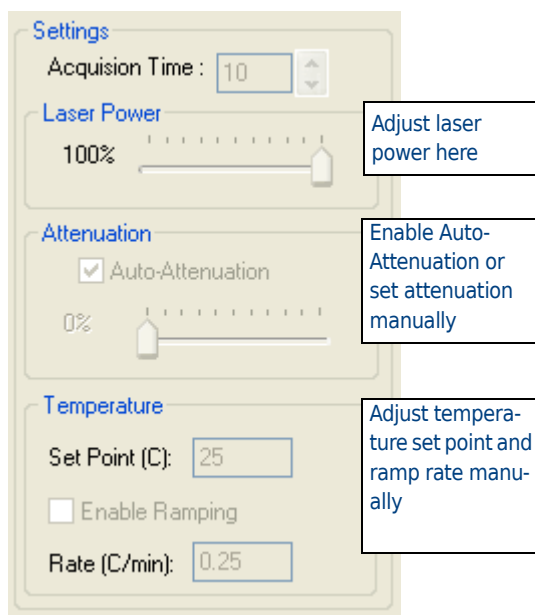 Settings
Acquision Time : 10
Laser Power
100%
Adjust laser
power here
Attenuation
Auto-Attenuation
0%
Enable Auto-
Attenuation or
set attenuation
manually
Temperature
Set Point (C): 25
Enable Ramping
Rate (C/min): 0.25
Adjust tempera-
ture set point and
ramp rate manu-
ally